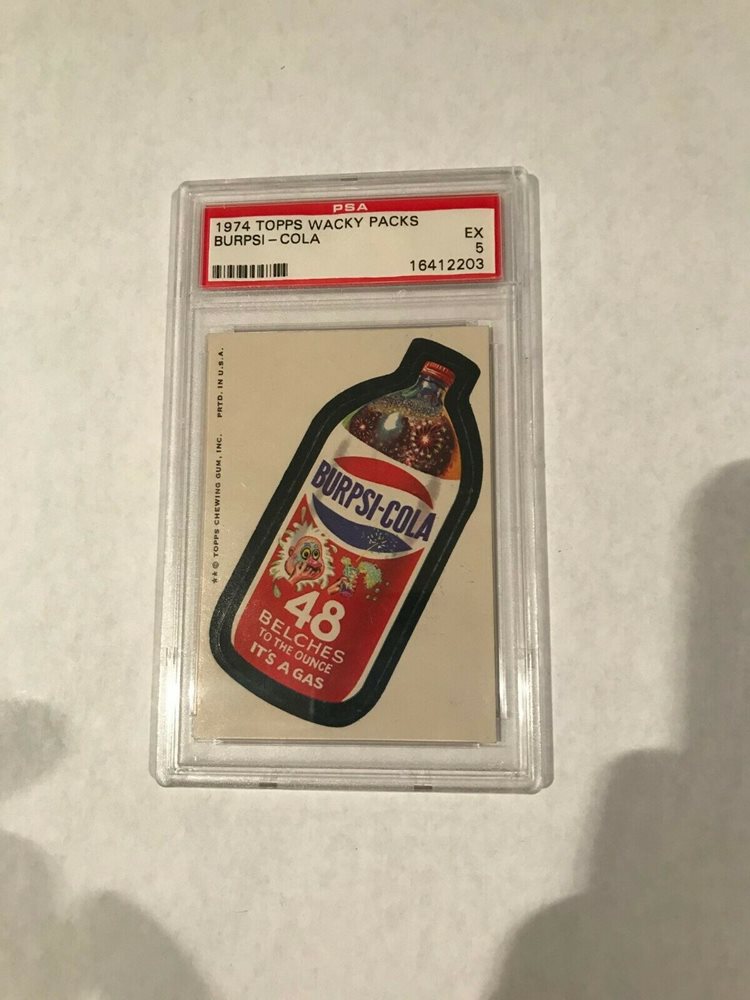 PSA
1974 TOPPS WACKY PACKS
BURPSI-COLA
EX
5
16412203
★★ © TOPPS CHEWING GUM, INC. PRTD. IN U.S.A.
BURPSI-COLA
48
BELCHES
TO THE OUNCE
IT'S A GAS